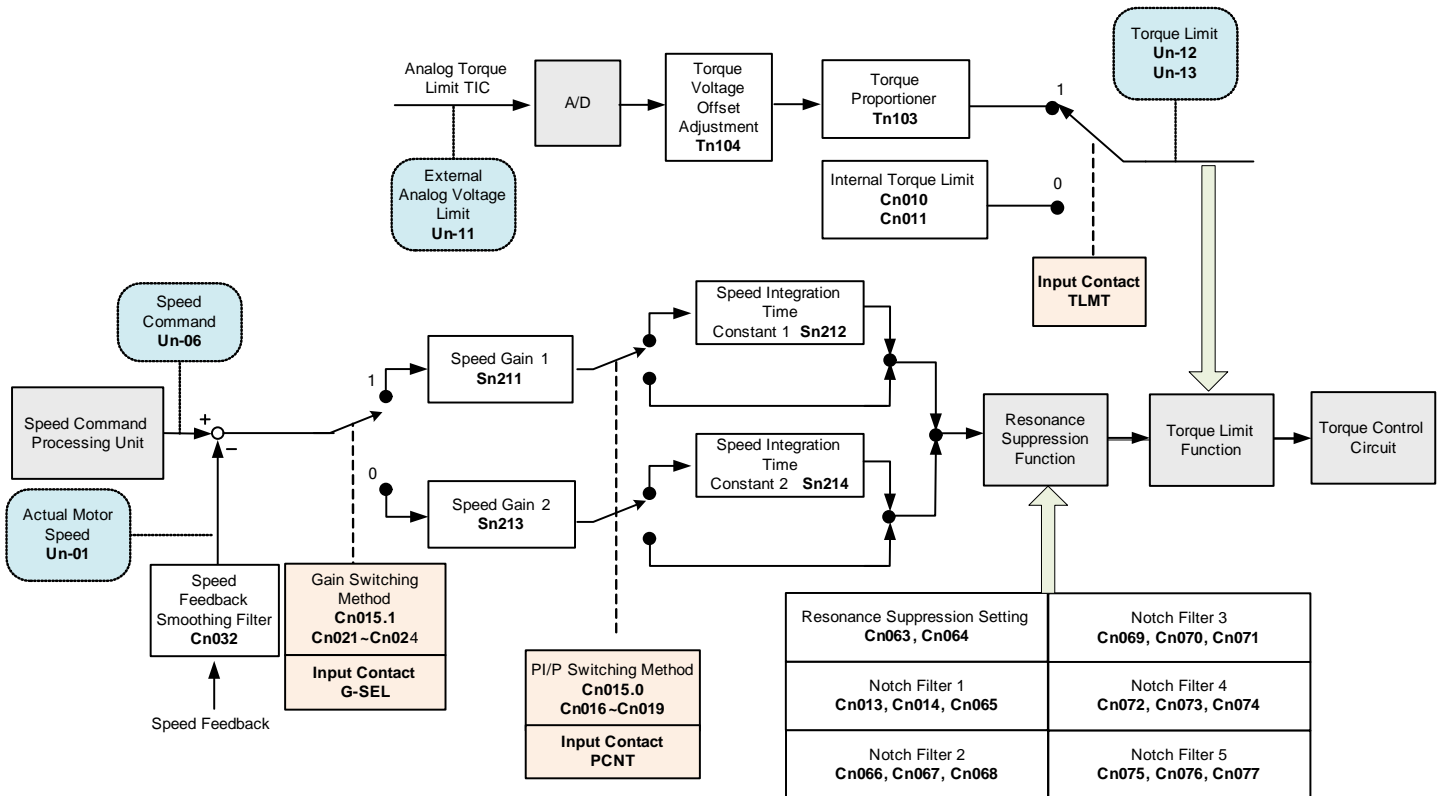 Analog Torque
Limit TIC
A/D
Torque
Voltage
Offset
Adjustment
Tn104
Torque
Proportioner
Tn103
1
Torque Limit
Un-12
Un-13
External
Analog Voltage
Limit
Un-11
Internal Torque Limit
Cn010
Cn011
0
Input Contact
TLMT
Speed
Command
Un-06
Speed Command
Processing Unit
+
−
1
0
Speed Gain 1
Sn211
Speed Integration
Time
Constant 1 Sn212
Speed Gain 2
Sn213
Speed Integration
Time
Constant 2 Sn214
Resonance
Suppression
Function
Torque Limit
Function
Torque Control
Circuit
Actual Motor
Speed
Un-01
Speed
Feedback
Smoothing Filter
Cn032
Speed Feedback
Gain Switching
Method
Cn015.1
Cn021~Cn024
Input Contact
G-SEL
PI/P Switching Method
Cn015.0
Cn016~Cn019
Input Contact
PCNT
Resonance Suppression Setting
Cn063, Cn064
Notch Filter 3
Cn069, Cn070, Cn071
Notch Filter 1
Cn013, Cn014, Cn065
Notch Filter 4
Cn072, Cn073, Cn074
Notch Filter 2
Cn066, Cn067, Cn068
Notch Filter 5
Cn075, Cn076, Cn077